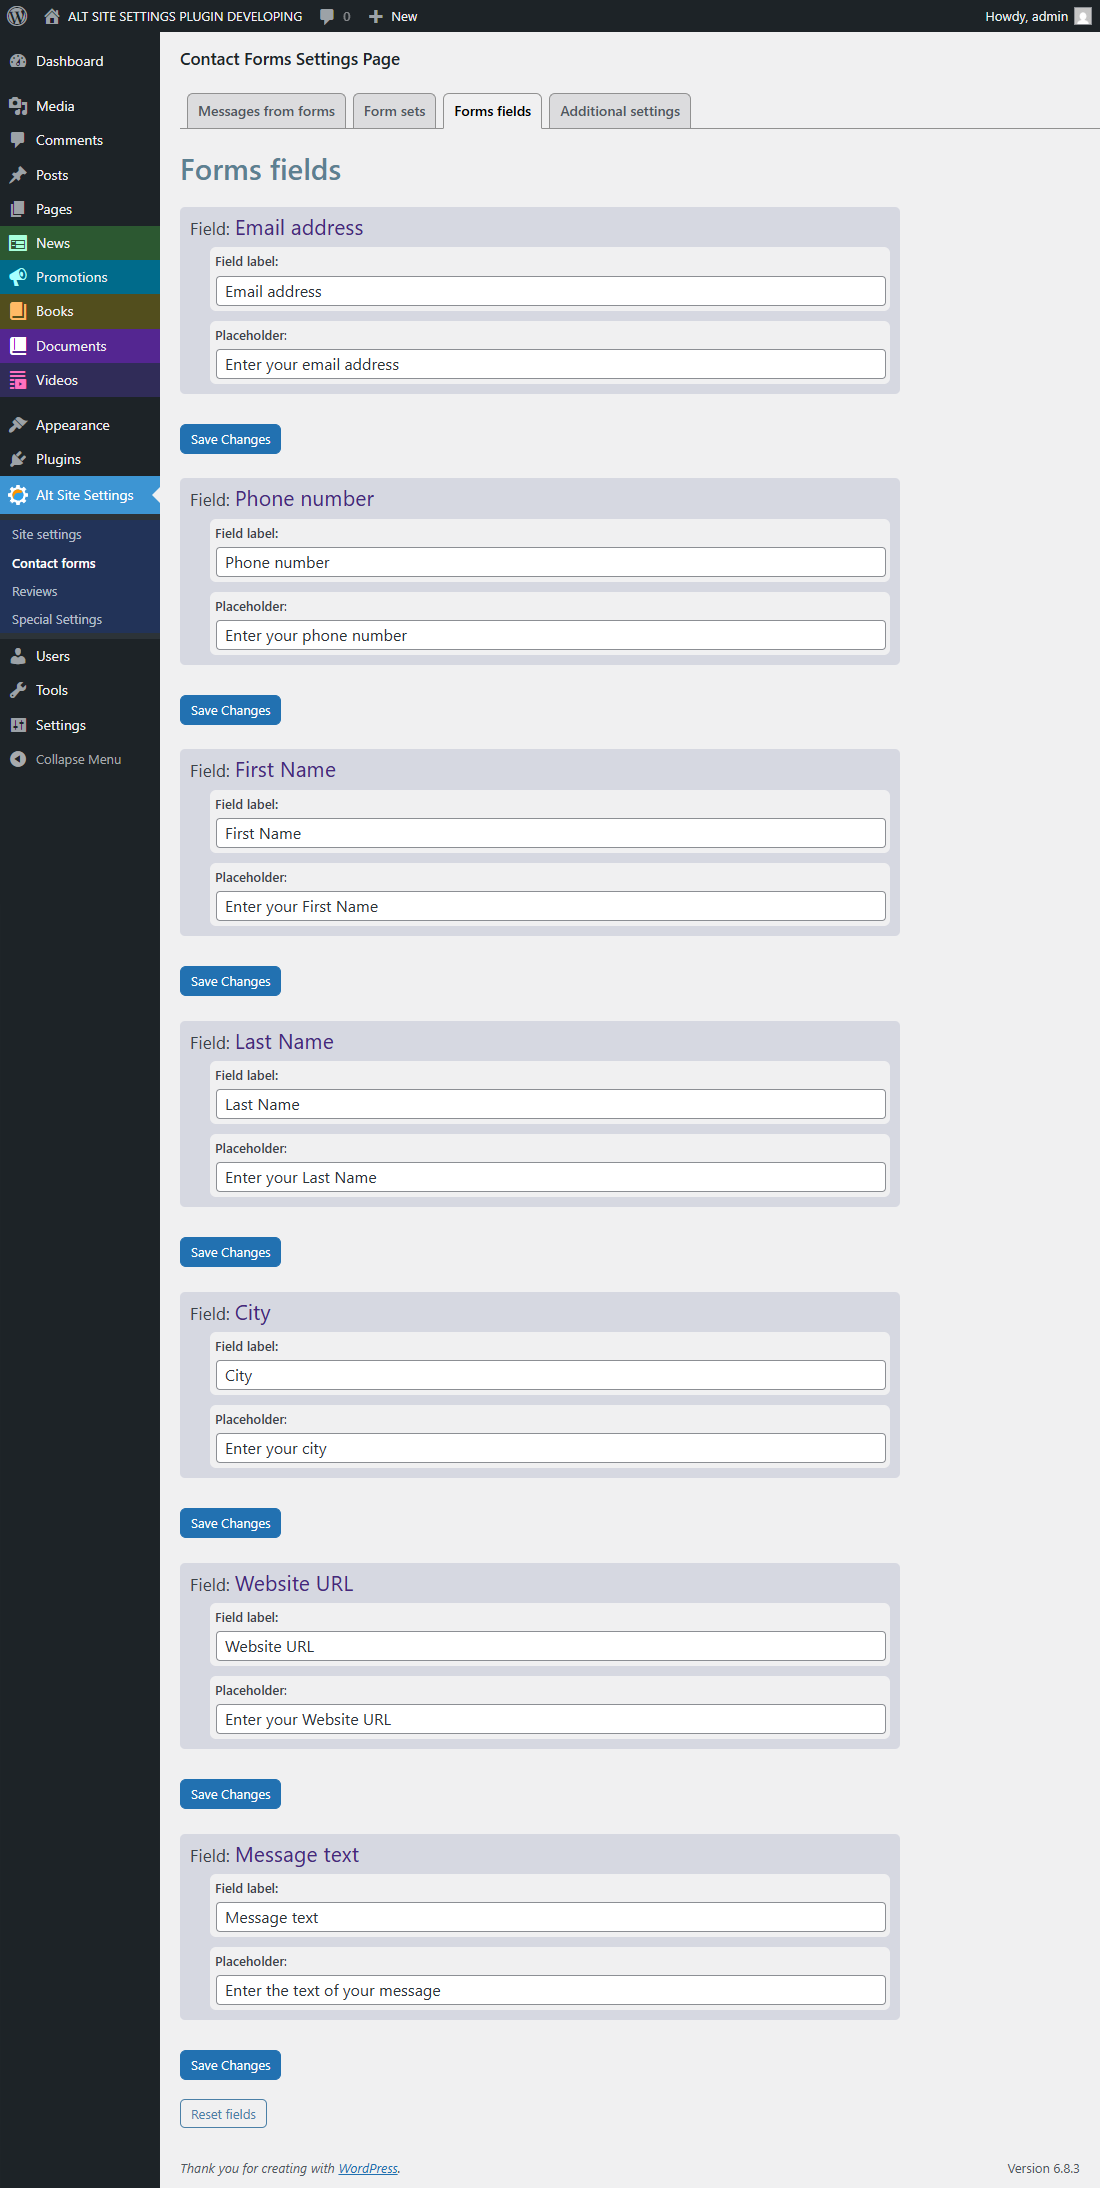 ALT SITE SETTINGS PLUGIN DEVELOPING 0 New Howdy, admin
Dashboard
Media
Comments
Posts
Pages
News
Promotions
Books
Documents
Videos
Appearance
Plugins
Alt Site Settings
Site settings
Contact forms
Reviews
Special Settings
Users
Tools
Settings
Collapse Menu
Contact Forms Settings Page
Messages from forms Form sets Forms fields Additional settings
Forms fields
Field: Email address
Field label:
Email address
Placeholder:
Enter your email address
Save Changes
Field: Phone number
Field label:
Phone number
Placeholder:
Enter your phone number
Save Changes
Field: First Name
Field label:
First Name
Placeholder:
Enter your First Name
Save Changes
Field: Last Name
Field label:
Last Name
Placeholder:
Enter your Last Name
Save Changes
Field: City
Field label:
City
Placeholder:
Enter your city
Save Changes
Field: Website URL
Field label:
Website URL
Placeholder:
Enter your Website URL
Save Changes
Field: Message text
Field label:
Message text
Placeholder:
Enter the text of your message
Save Changes
Reset fields
Thank you for creating with WordPress. Version 6.8.3